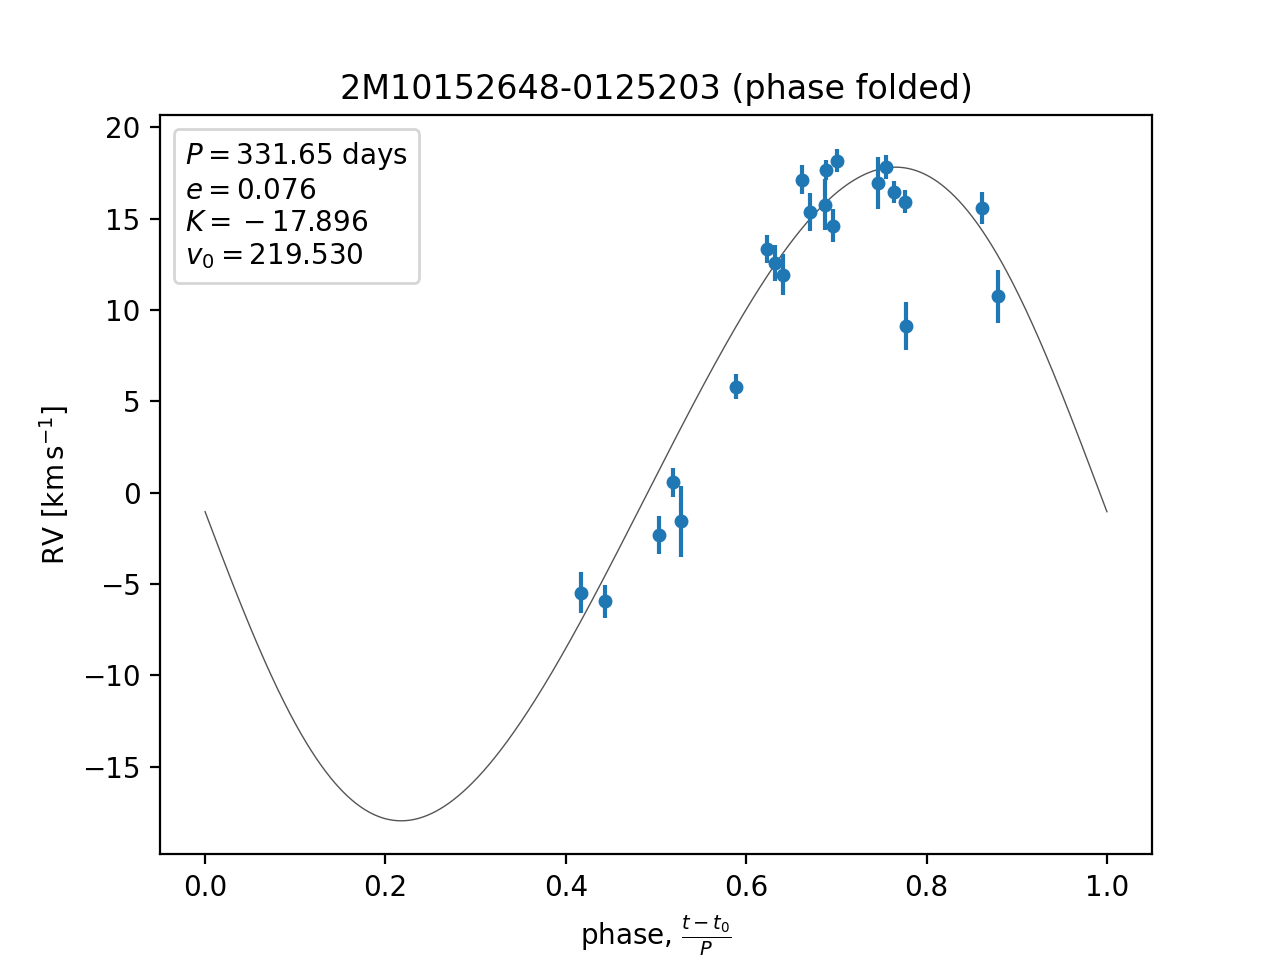 2M10152648-0125203 (phase folded)
P = 331.65 days
e = 0.076
K = −17.896
v₀ = 219.530
20
15
10
5
0
−5
−10
−15
RV [km s⁻¹]
0.0 0.2 0.4 0.6 0.8 1.0
phase, (t − t₀)/P